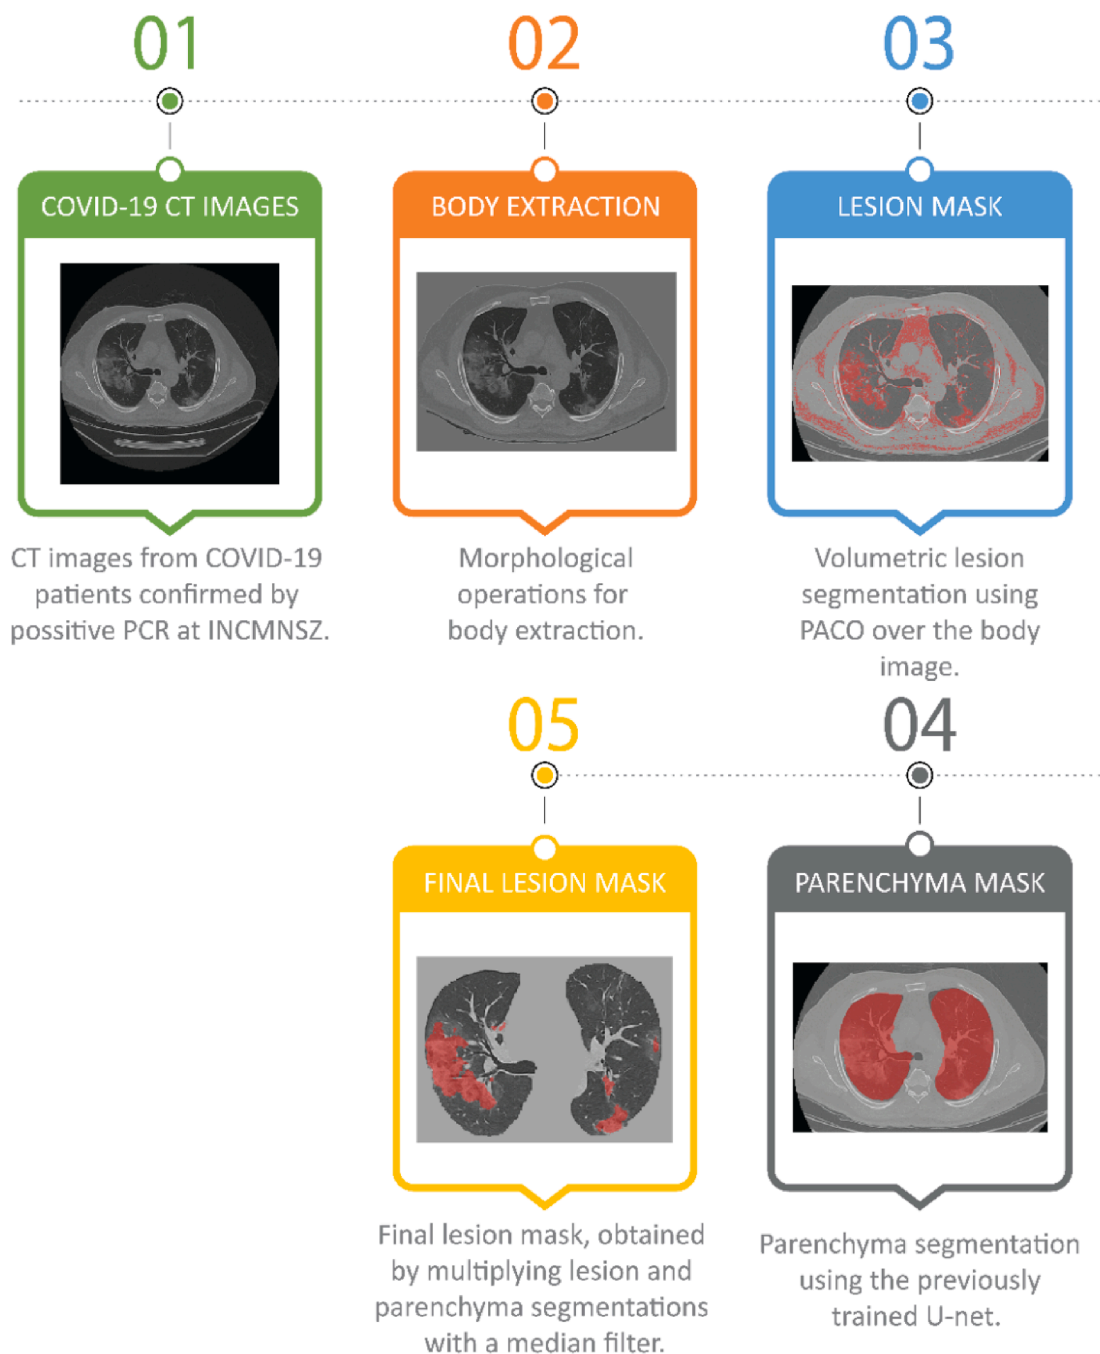 01
02
03
COVID-19 CT IMAGES
BODY EXTRACTION
LESION MASK
CT images from COVID-19
patients confirmed by
possitive PCR at INCMNSZ.
Morphological
operations for
body extraction.
Volumetric lesion
segmentation using
PACO over the body
image.
05
04
FINAL LESION MASK
PARENCHYMA MASK
Final lesion mask, obtained
by multiplying lesion and
parenchyma segmentations
with a median filter.
Parenchyma segmentation
using the previously
trained U-net.